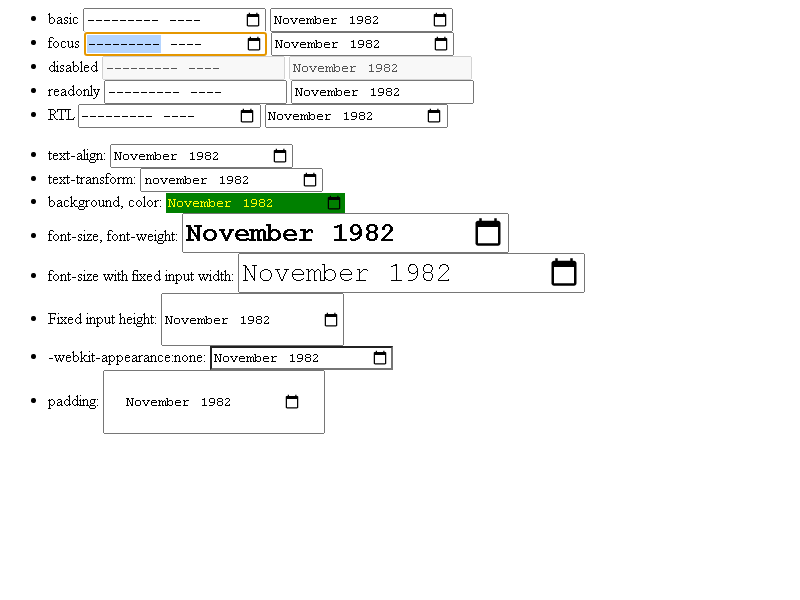 basic --------- ---- November 1982
focus --------- ---- November 1982
disabled --------- ---- November 1982
readonly --------- ---- November 1982
RTL --------- ---- November 1982
text-align: November 1982
text-transform: november 1982
background, color: November 1982
font-size, font-weight: November 1982
font-size with fixed input width: November 1982
Fixed input height: November 1982
-webkit-appearance:none: November 1982
padding: November 1982